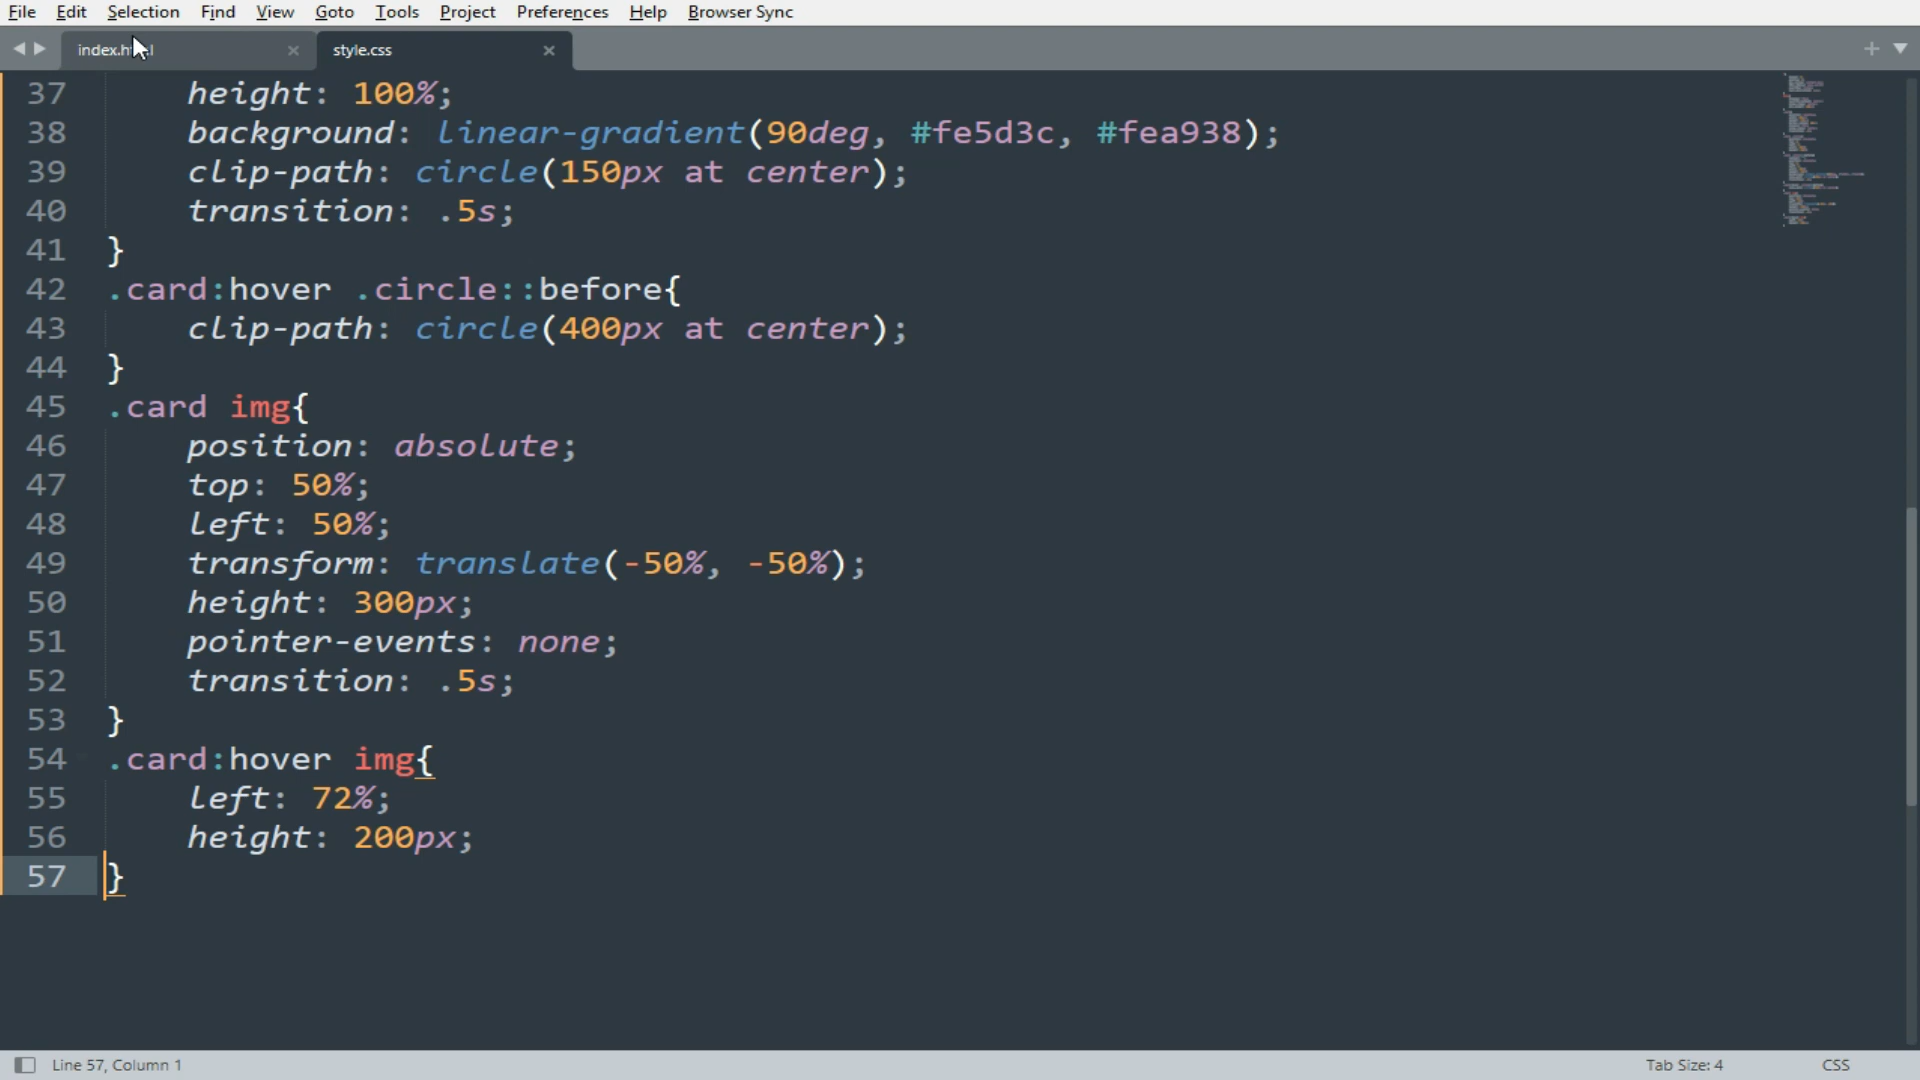 File Edit Selection Find View Goto Tools Project Preferences Help Browser Sync
style.css
37 height: 100%;
38 background: linear-gradient(90deg, #fe5d3c, #fea938);
39 clip-path: circle(150px at center);
40 transition: .5s;
41 }
42 .card:hover .circle::before{
43 clip-path: circle(400px at center);
44 }
45 .card img{
46 position: absolute;
47 top: 50%;
48 left: 50%;
49 transform: translate(-50%, -50%);
50 height: 300px;
51 pointer-events: none;
52 transition: .5s;
53 }
54 .card:hover img{
55 left: 72%;
56 height: 200px;
57 }
Line 57, Column 1 Tab Size: 4 CSS